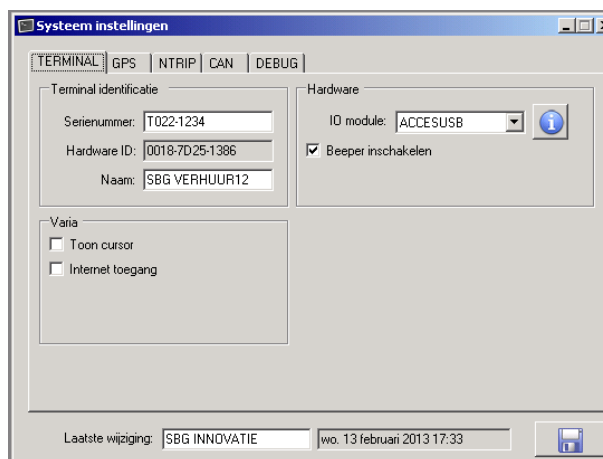 Systeem instellingen
TERMINAL GPS NTRIP CAN DEBUG
Terminal identificatie
Serienummer: T022-1234
Hardware ID: 0018-7D25-1386
Naam: SBG VERHUUR12
Hardware
IO module: ACCESUSB
Beeper inschakelen
Varia
Toon cursor
Internet toegang
Laatste wijziging: SBG INNOVATIE wo. 13 februari 2013 17:33